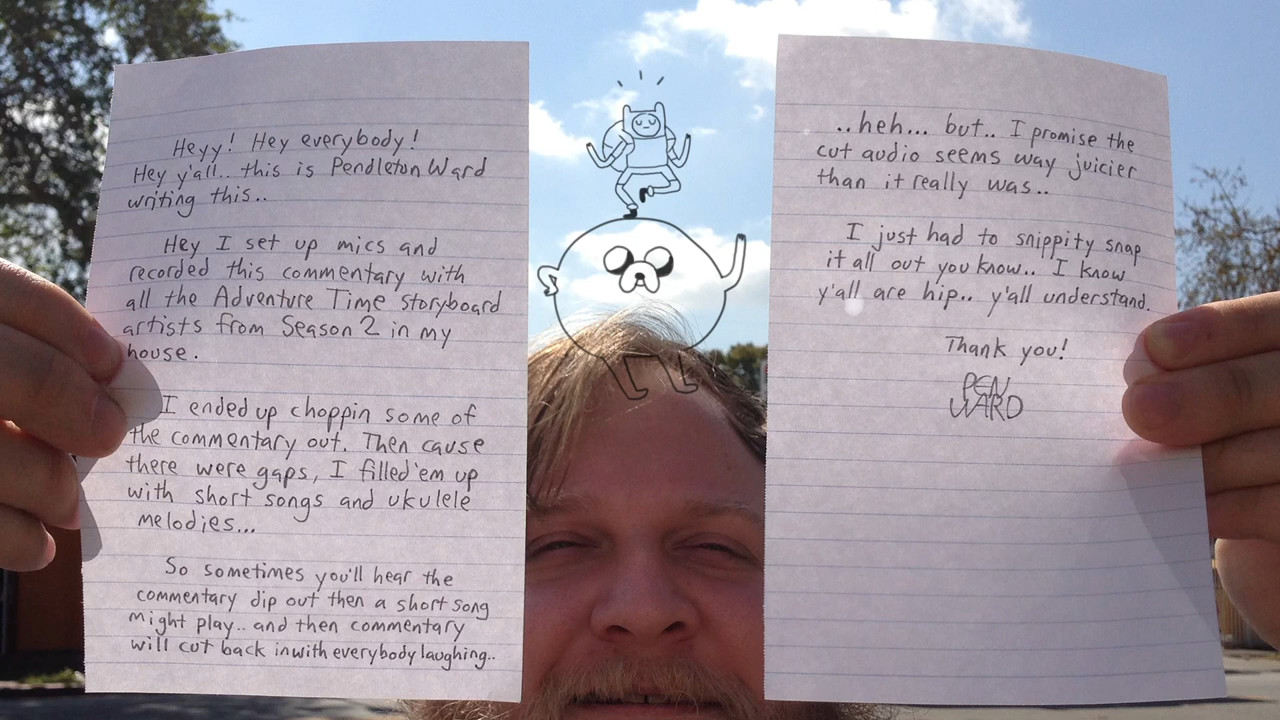 Heyy! Hey everybody!
Hey y'all.. this is Pendleton Ward
writing this..
Hey I set up mics and
recorded this commentary with
all the Adventure Time storyboard
artists from Season 2 in my
house.
I ended up choppin some of
the commentary out. Then cause
there were gaps, I filled 'em up
with short songs and ukulele
melodies...
So sometimes you'll hear the
commentary dip out then a short song
might play.. and then commentary
will cut back in with everybody laughing..
..heh... but.. I promise the
cut audio seems way juicier
than it really was..
I just had to snippity snap
it all out you know.. I know
y'all are hip.. y'all understand.
Thank you!
PEN
WARD